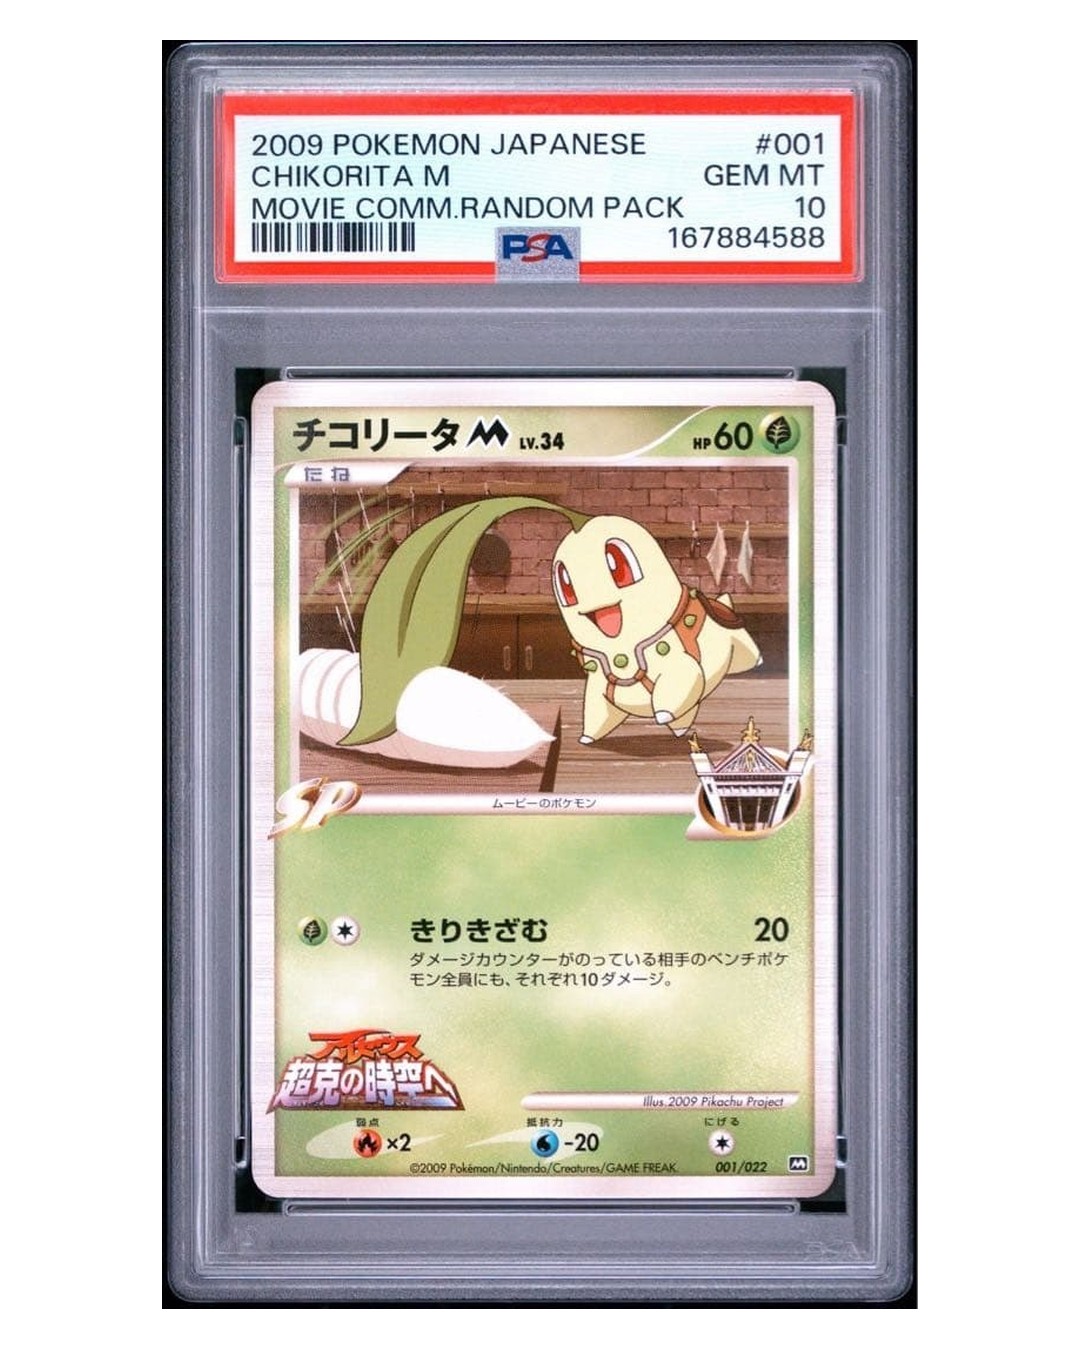 2009 POKEMON JAPANESE #001
CHIKORITA M GEM MT
MOVIE COMM.RANDOM PACK 10
PSA 167884588
チコリータM LV.34 HP60
たね
SP
ムービーのポケモン
きりきざむ 20
ダメージカウンターがのっている相手のベンチポケ
モン全員にも、それぞれ10ダメージ。
アルセウス
超克の時空へ
Illus.2009 Pikachu Project
弱点 抵抗力 にげる
×2 -20
©2009 Pokémon/Nintendo/Creatures/GAME FREAK. 001/022 M
PSA